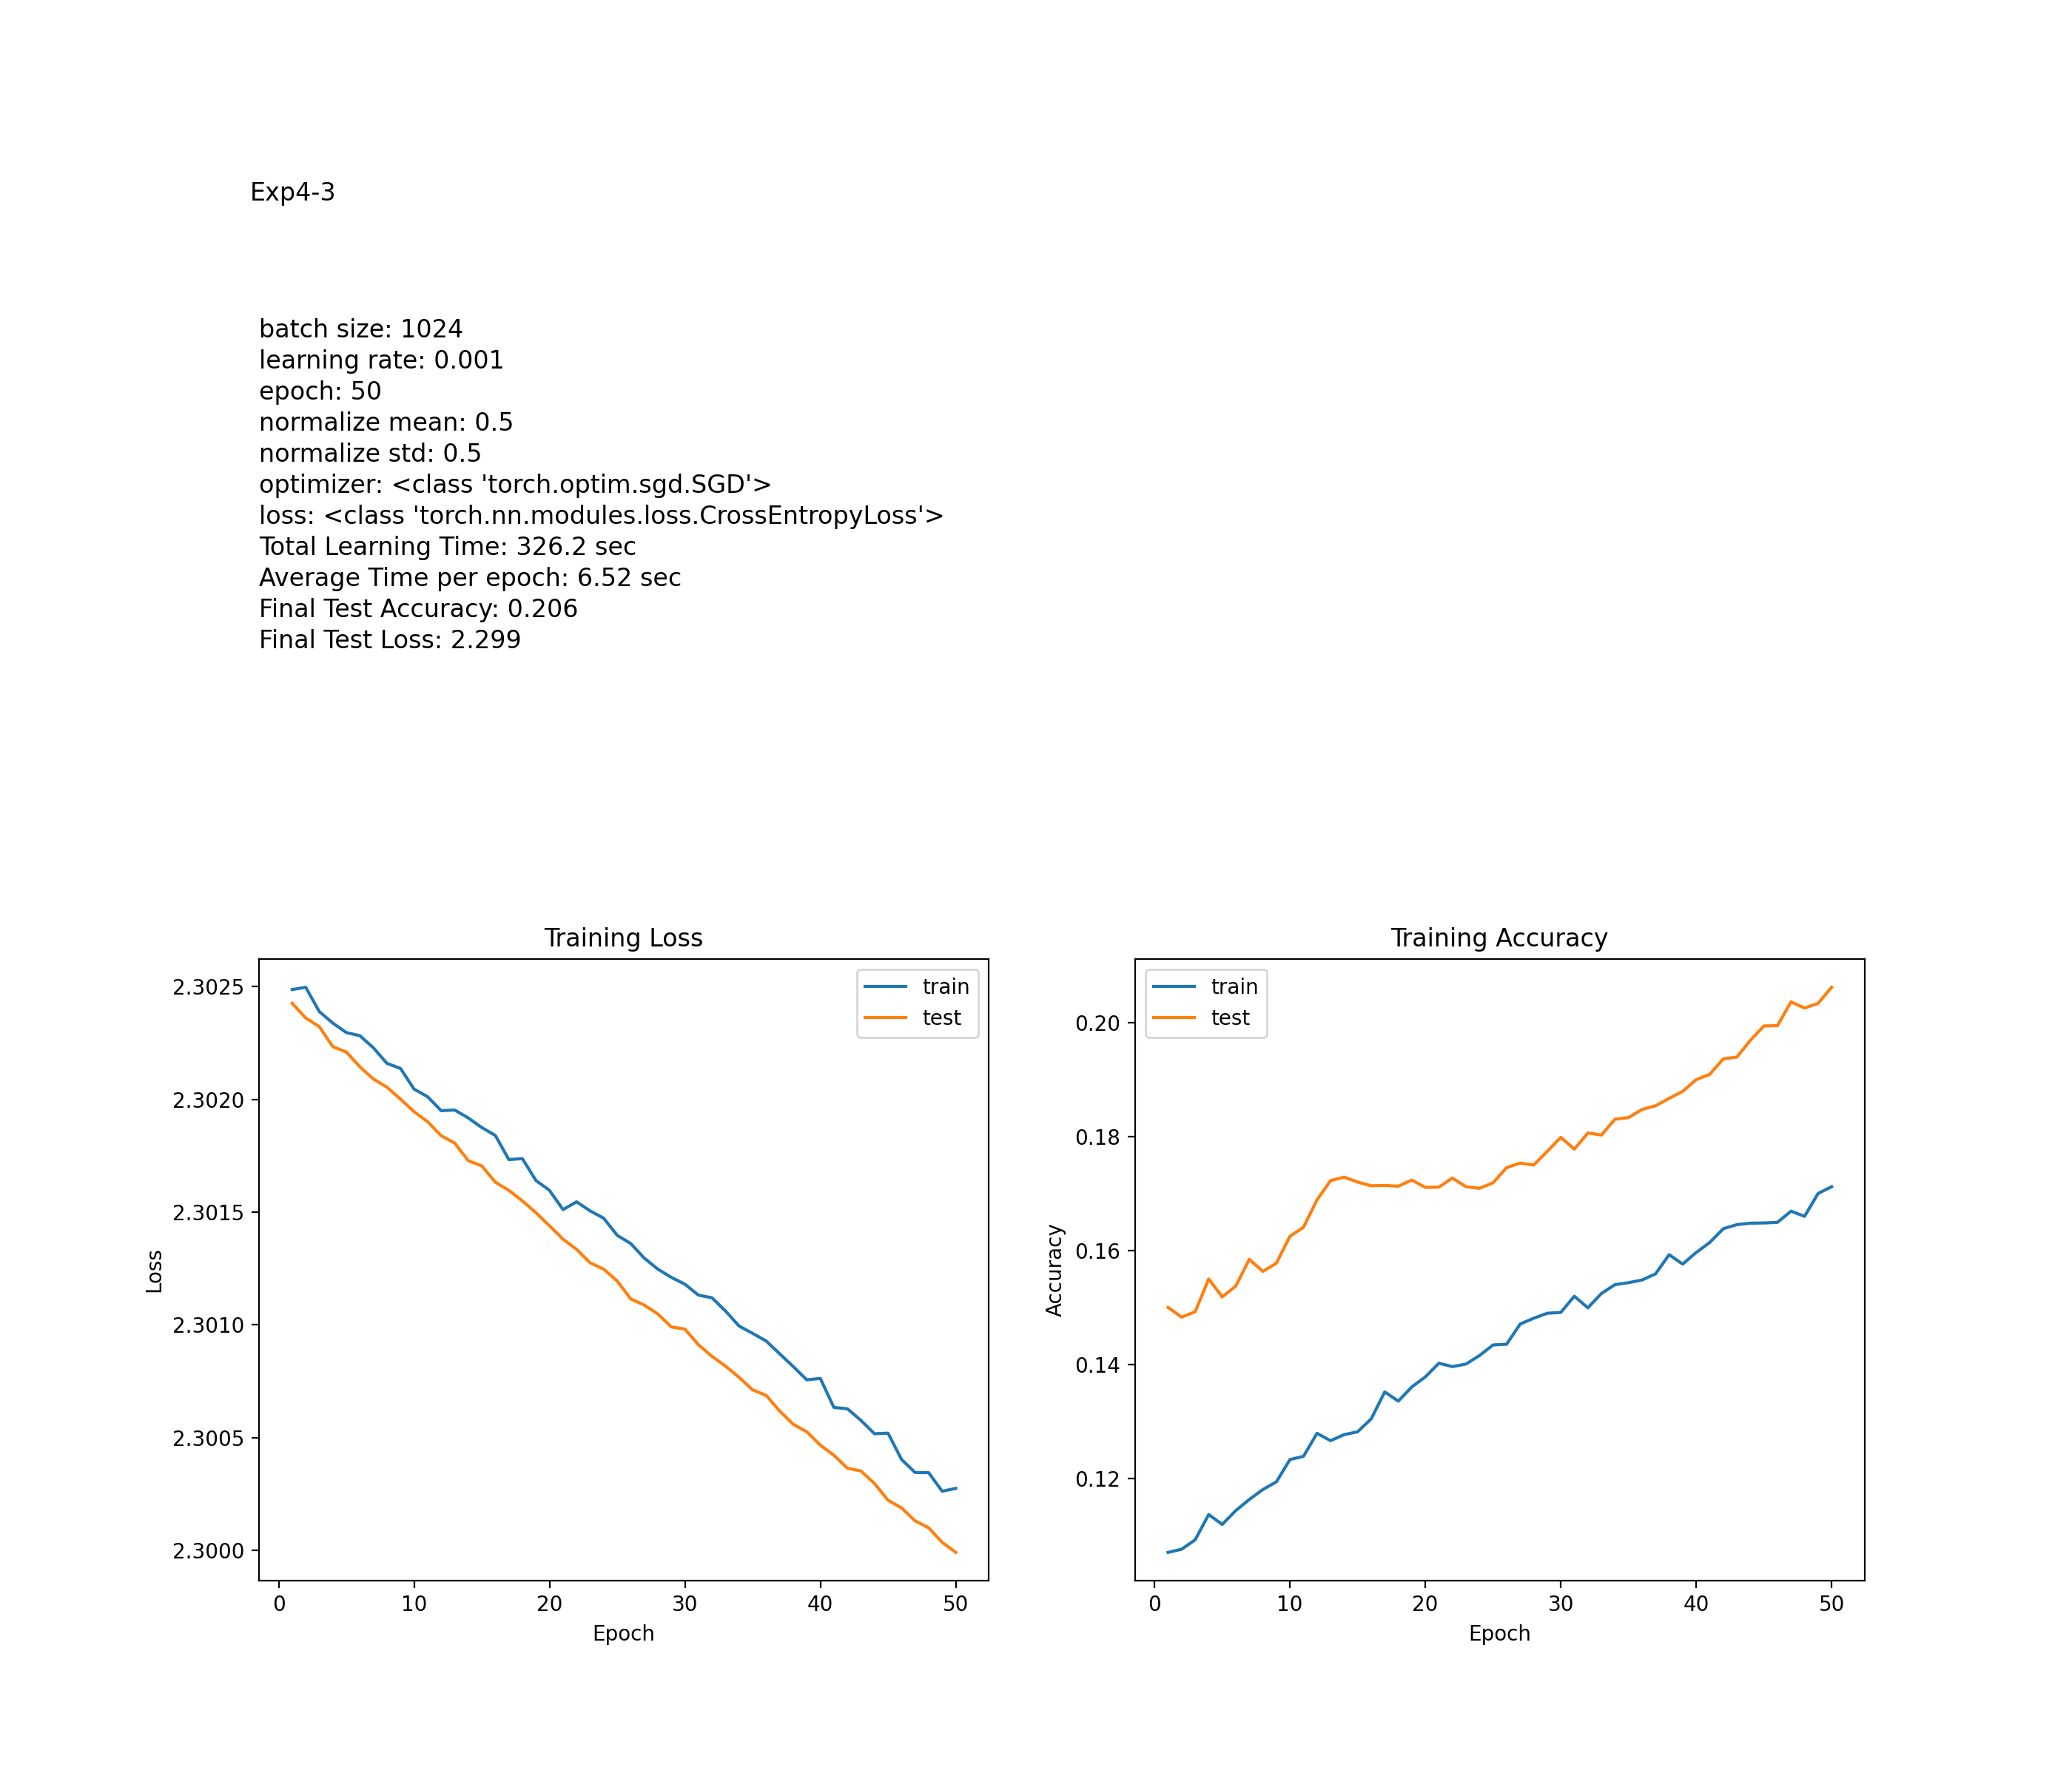 Exp4-3
batch size: 1024
learning rate: 0.001
epoch: 50
normalize mean: 0.5
normalize std: 0.5
optimizer: <class 'torch.optim.sgd.SGD'>
loss: <class 'torch.nn.modules.loss.CrossEntropyLoss'>
Total Learning Time: 326.2 sec
Average Time per epoch: 6.52 sec
Final Test Accuracy: 0.206
Final Test Loss: 2.299
Training Loss
2.3025
2.3020
2.3015
2.3010
2.3005
2.3000
Loss
train
test
0 10 20 30 40 50
Epoch
Training Accuracy
0.20
0.18
0.16
0.14
0.12
Accuracy
train
test
0 10 20 30 40 50
Epoch